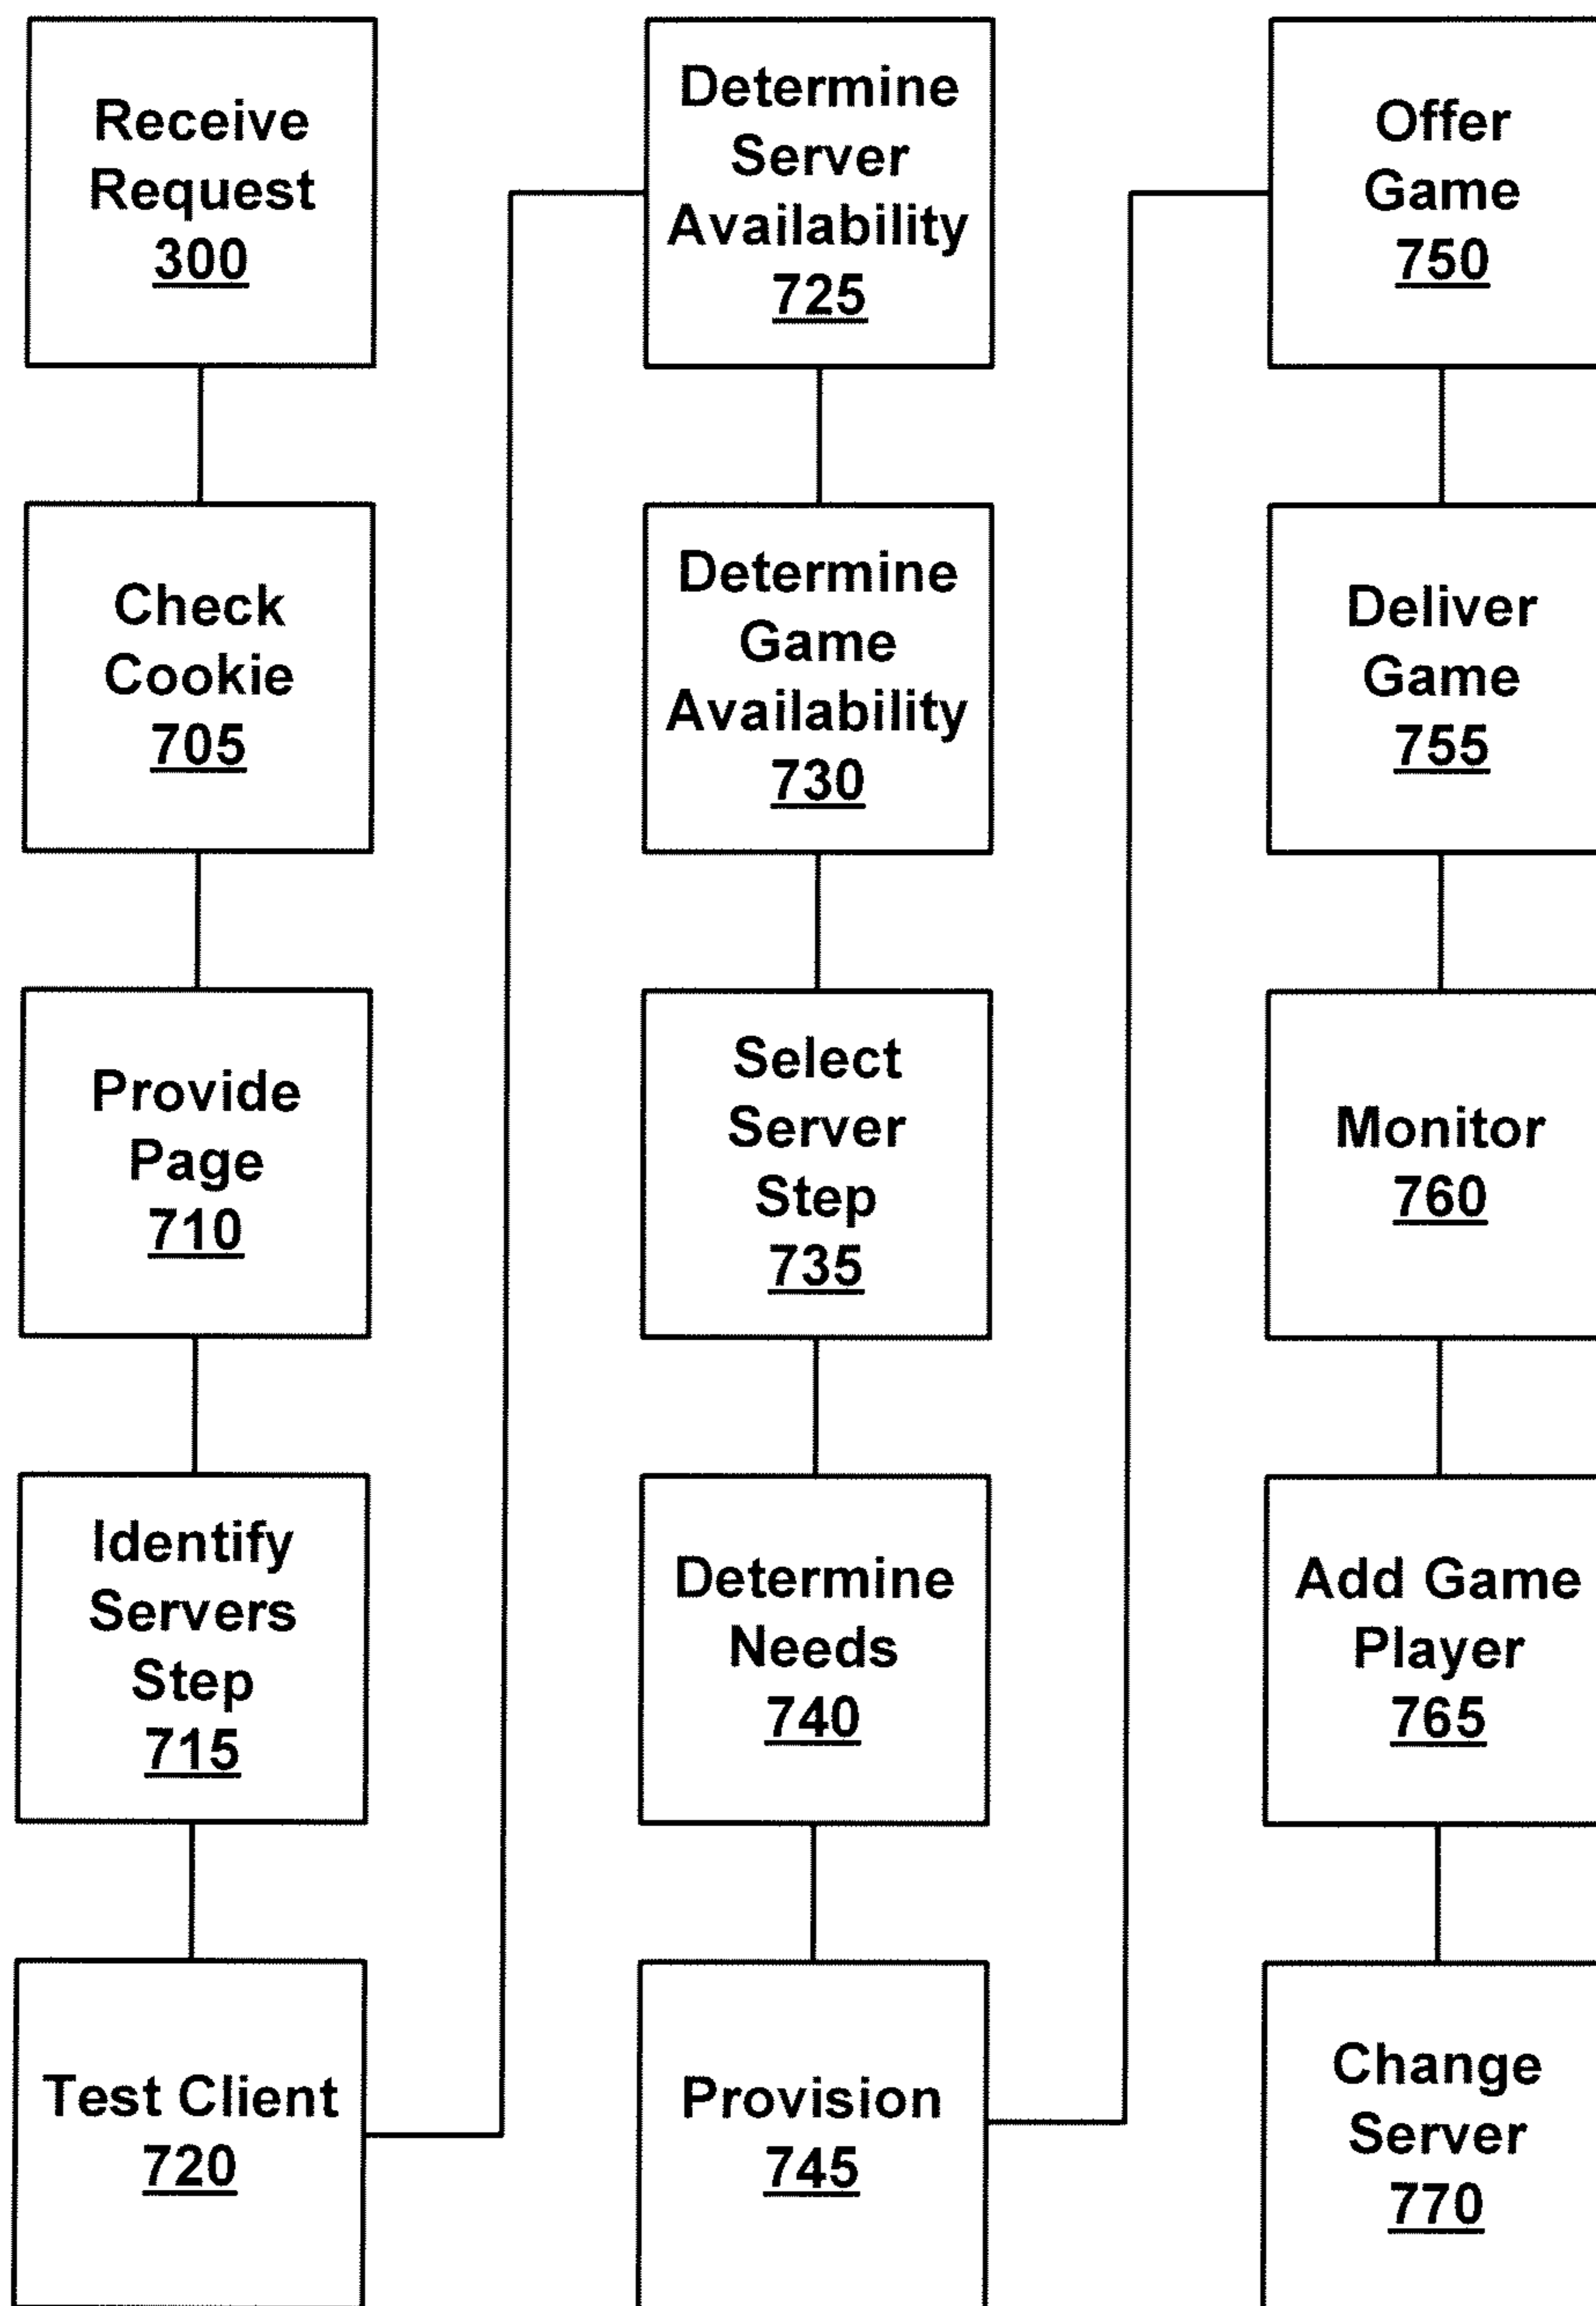 Receive
Request
300
Check
Cookie
705
Provide
Page
710
Identify
Servers
Step
715
Test Client
720
Determine
Server
Availability
725
Determine
Game
Availability
730
Select
Server
Step
735
Determine
Needs
740
Provision
745
Offer
Game
750
Deliver
Game
755
Monitor
760
Add Game
Player
765
Change
Server
770